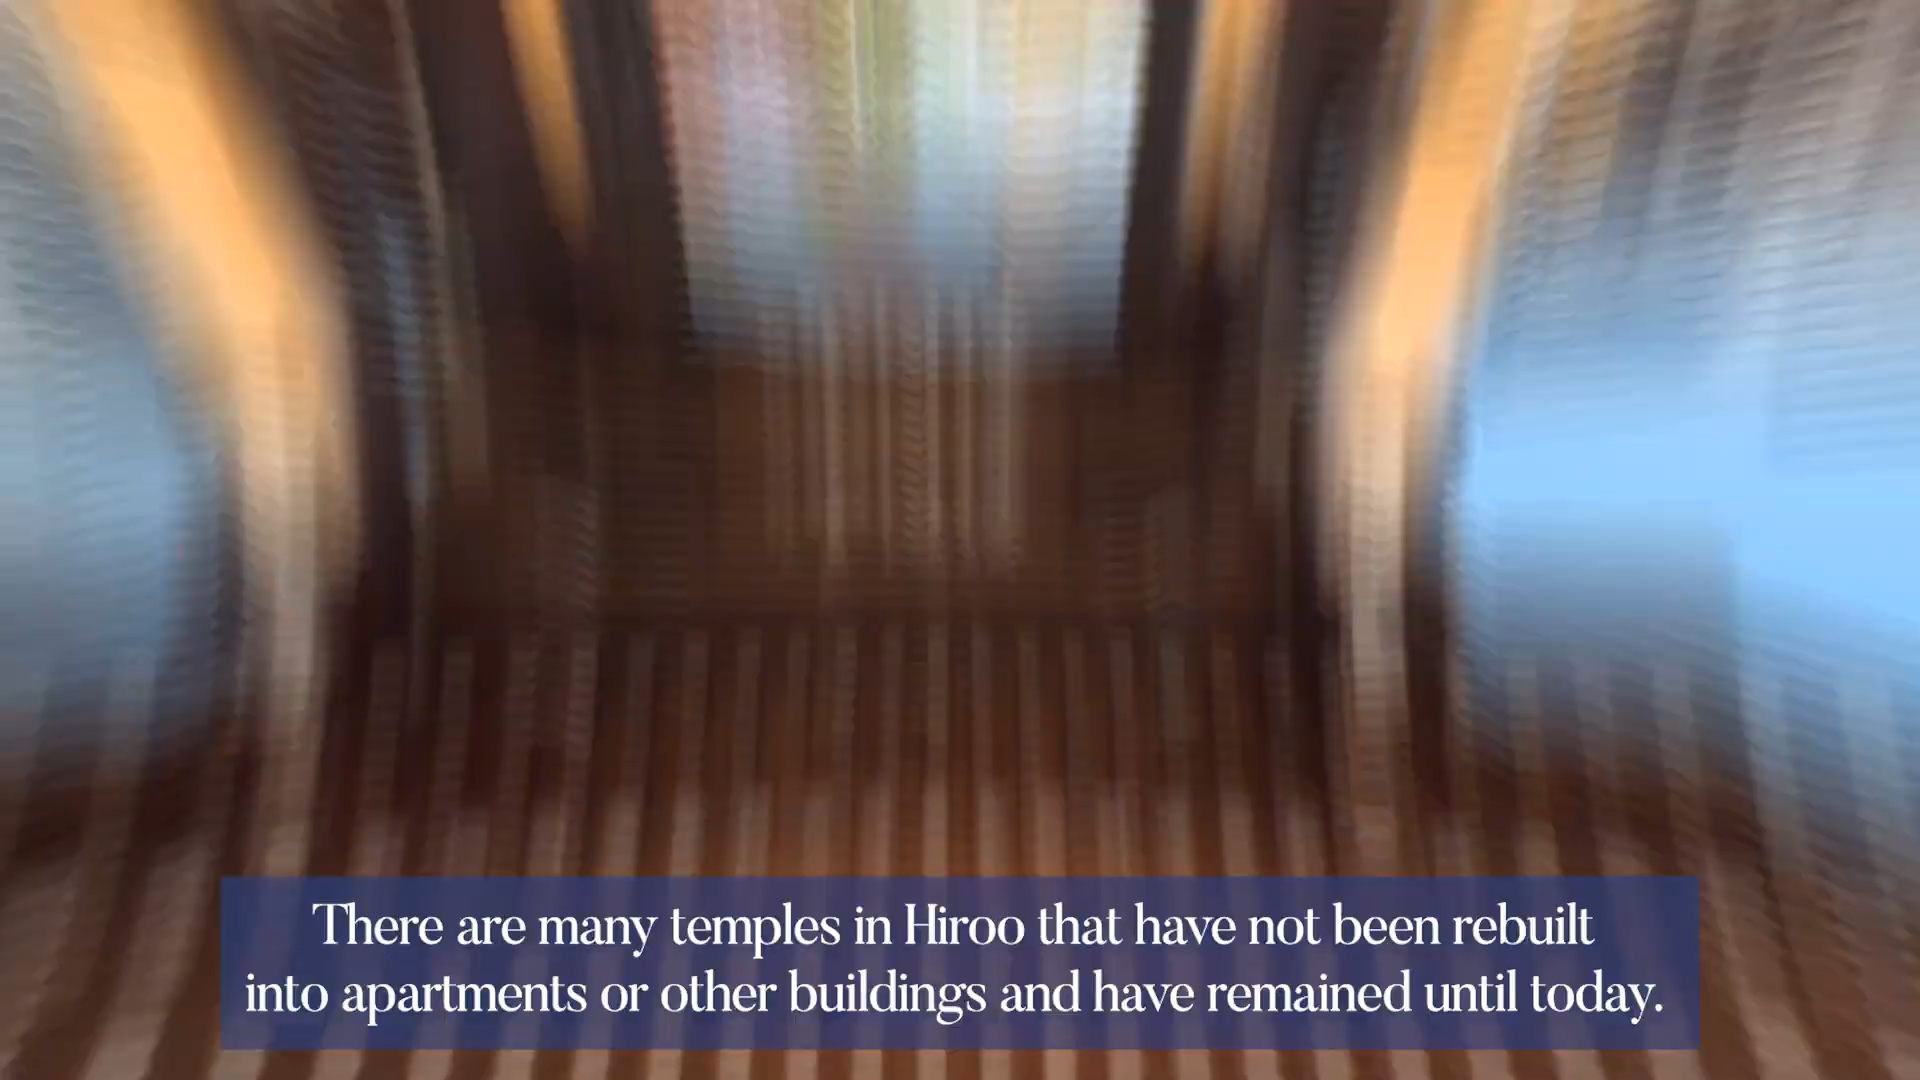 There are many temples in Hiroo that have not been rebuilt
into apartments or other buildings and have remained until today.